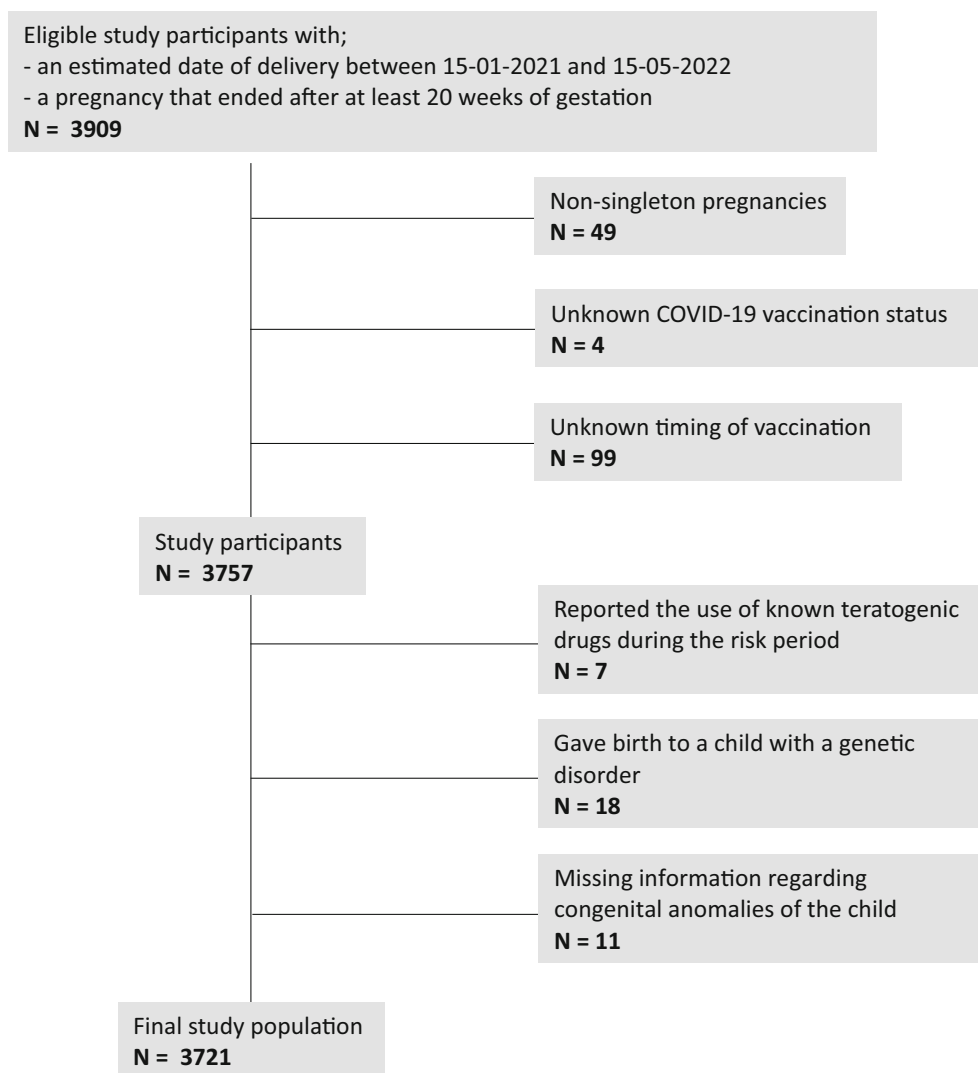 Eligible study participants with;
- an estimated date of delivery between 15-01-2021 and 15-05-2022
- a pregnancy that ended after at least 20 weeks of gestation
N = 3909
Non-singleton pregnancies
N = 49
Unknown COVID-19 vaccination status
N = 4
Unknown timing of vaccination
N = 99
Study participants
N = 3757
Reported the use of known teratogenic
drugs during the risk period
N = 7
Gave birth to a child with a genetic
disorder
N = 18
Missing information regarding
congenital anomalies of the child
N = 11
Final study population
N = 3721